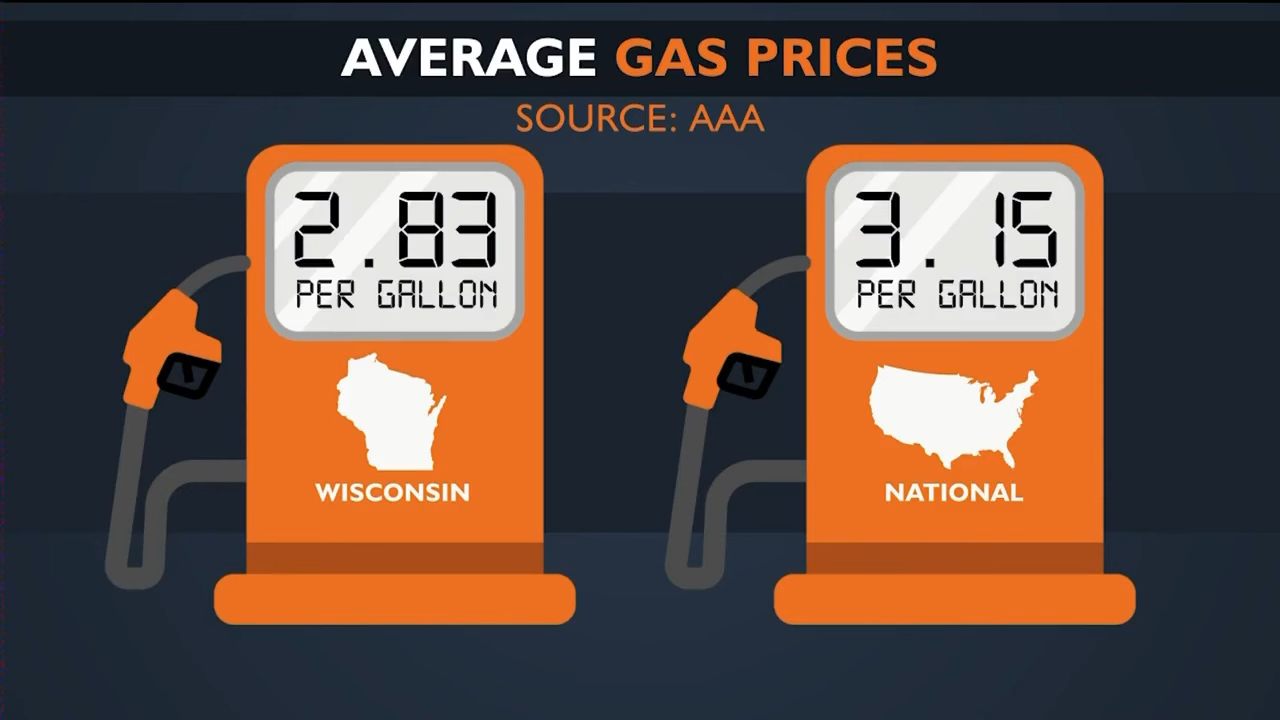 AVERAGE GAS PRICES
SOURCE: AAA
2.83
PER GALLON
WISCONSIN
3.15
PER GALLON
NATIONAL